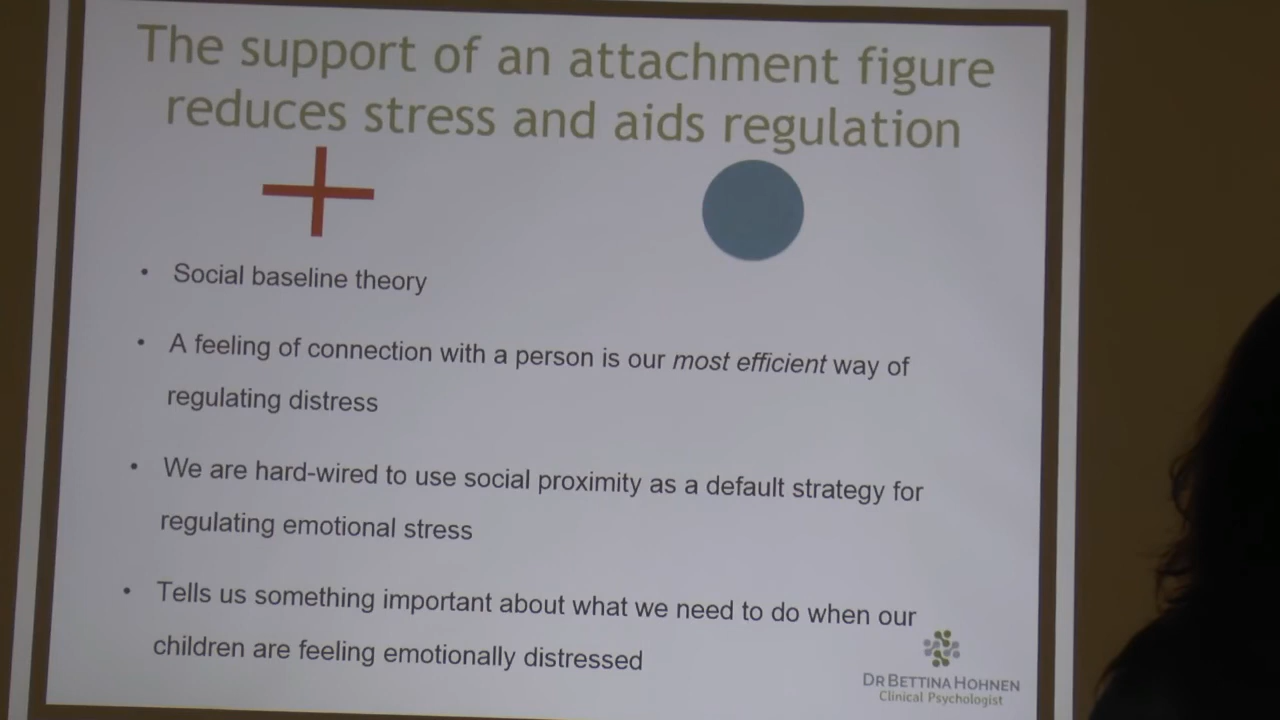 The support of an attachment figure
reduces stress and aids regulation
• Social baseline theory
• A feeling of connection with a person is our most efficient way of
regulating distress
• We are hard-wired to use social proximity as a default strategy for
regulating emotional stress
• Tells us something important about what we need to do when our
children are feeling emotionally distressed
DR BETTINA HOHNEN
Clinical Psychologist